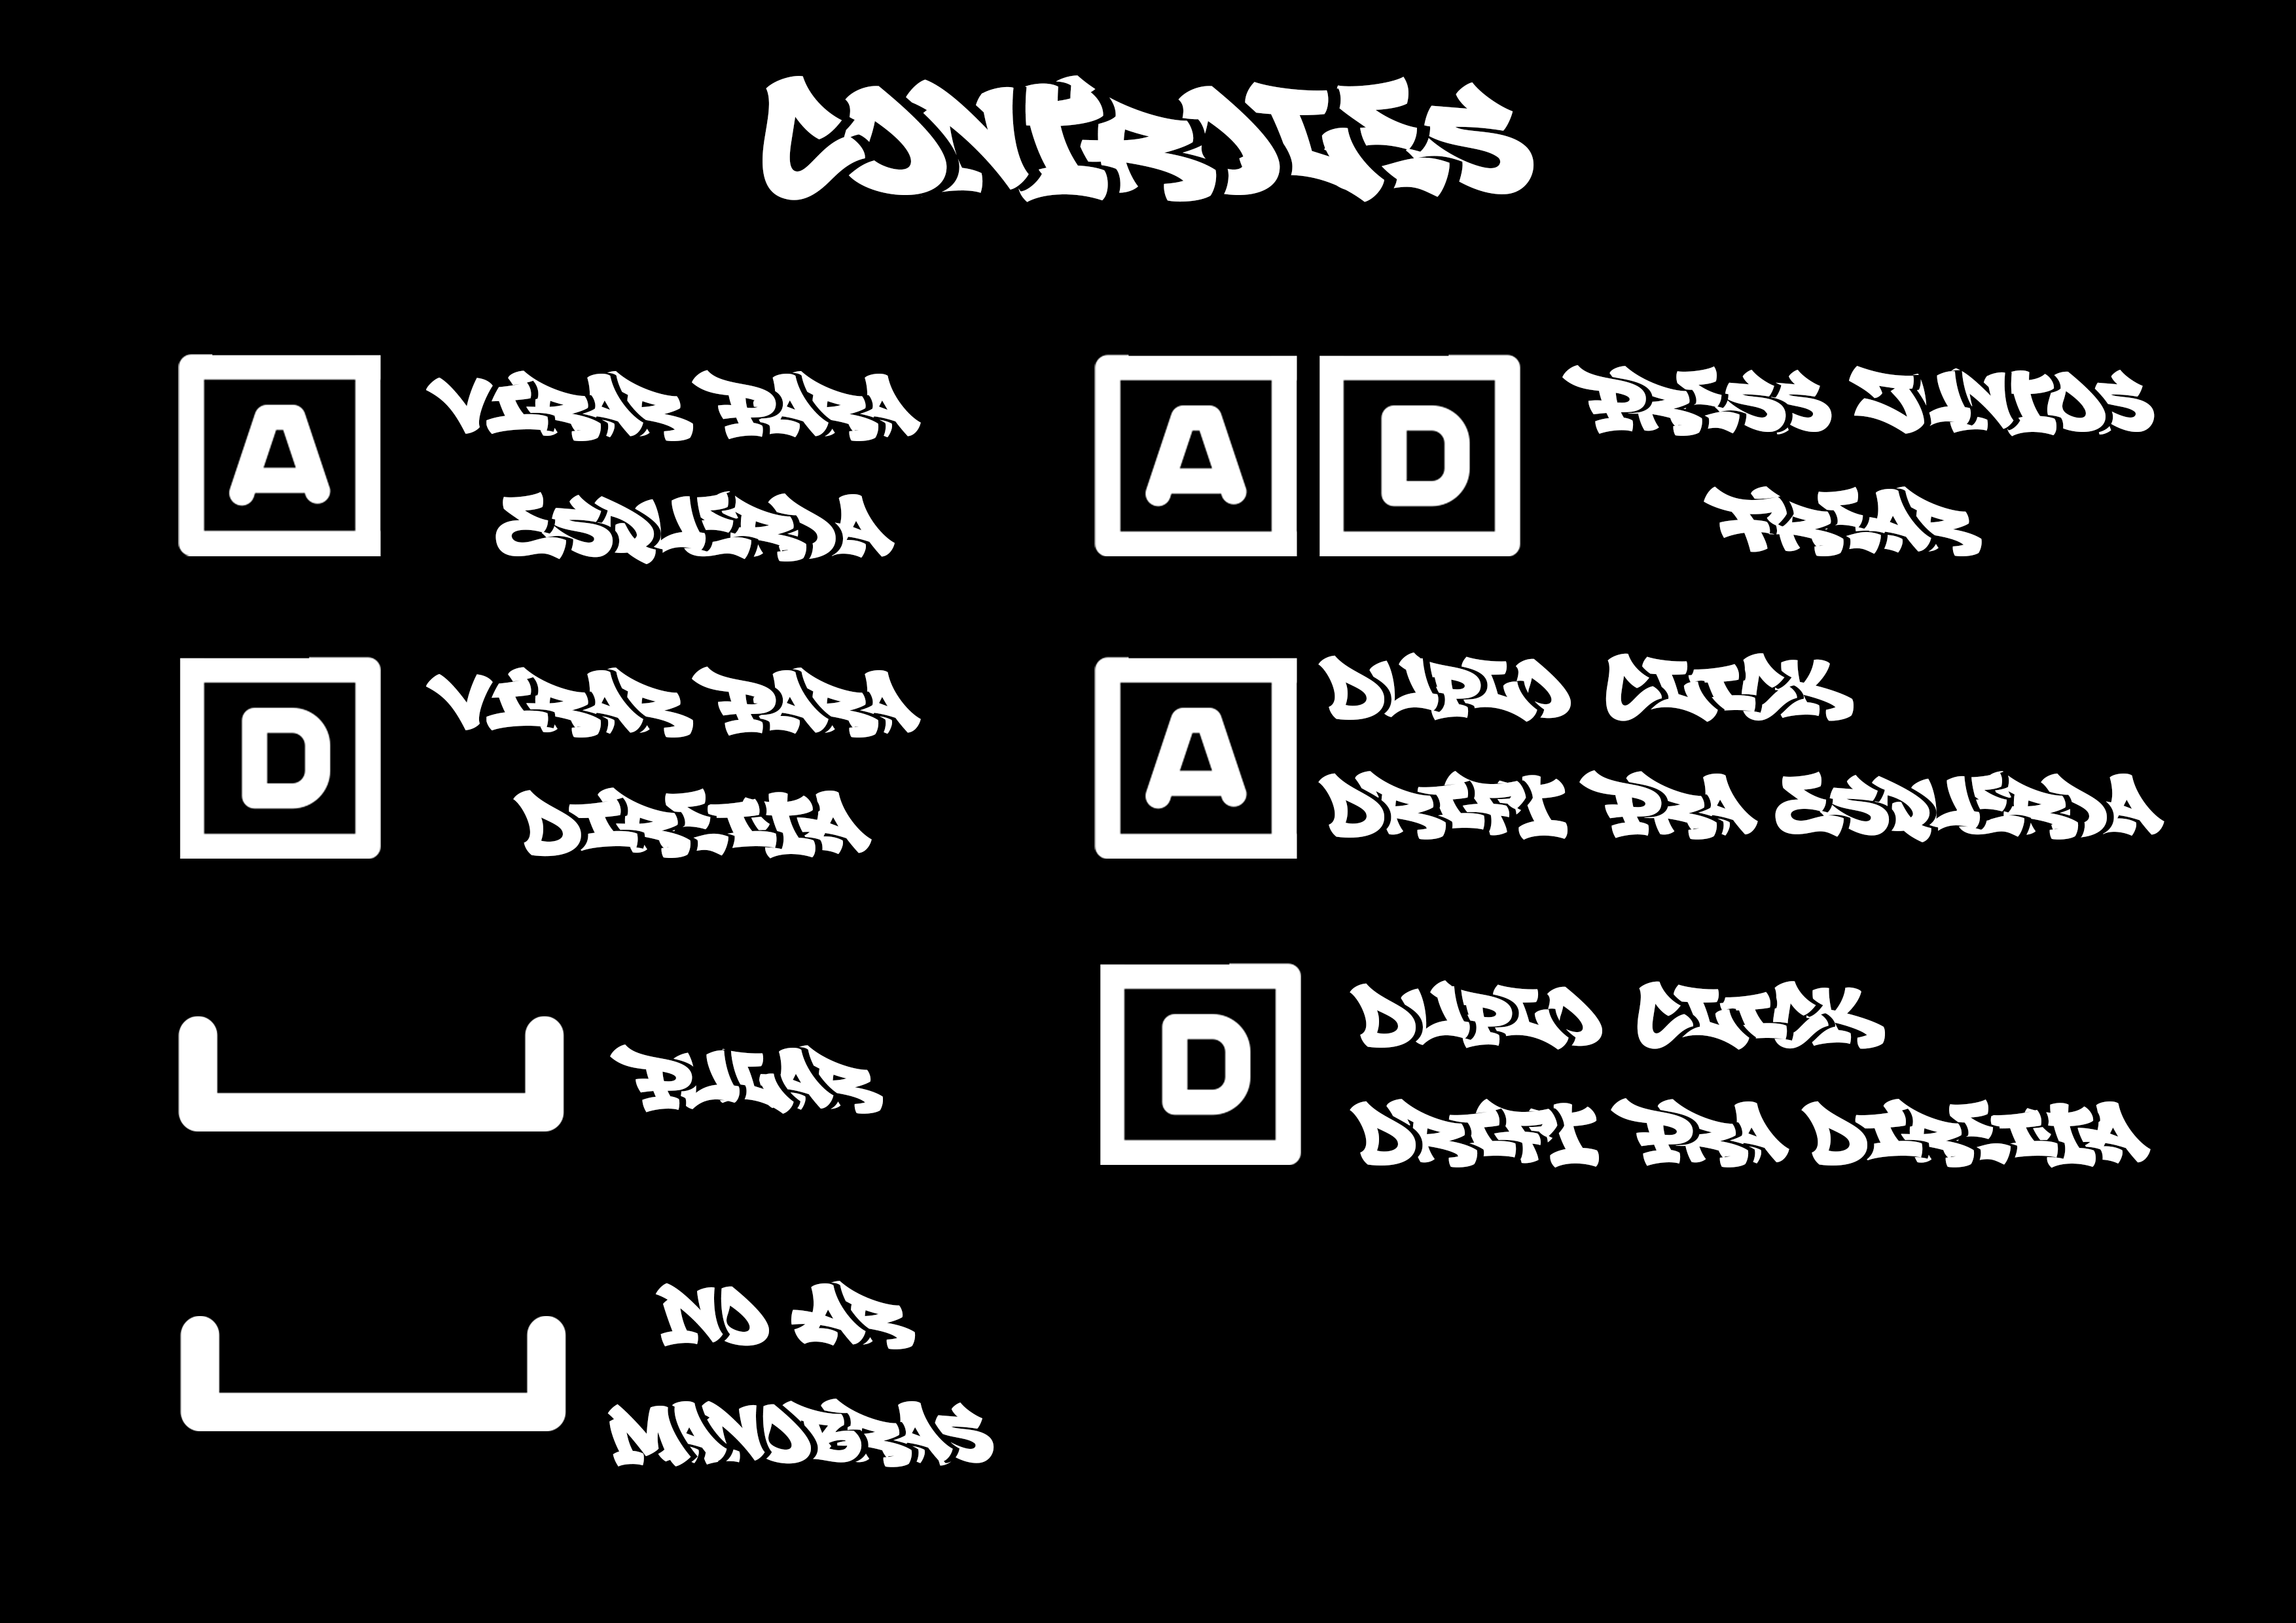 CONTROLES
A
VIRAR PARA
ESQUERDA
D
VIRAR PARA
DIREITA
PULAR
NO AR
MANOBRAS
A D
PRESS JUNTOS
FREAR
A
DUPLO CLICK
DRIFT PRA ESQUERDA
D
DUPLO CLICK
DRIFT PRA DIREITA